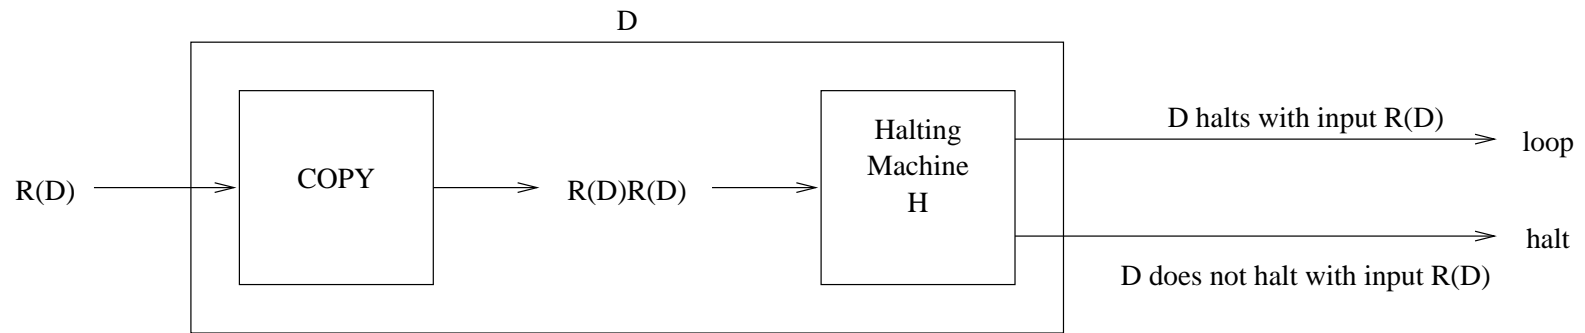 D
R(D)
COPY
R(D)R(D)
Halting
Machine
H
D halts with input R(D)
loop
halt
D does not halt with input R(D)